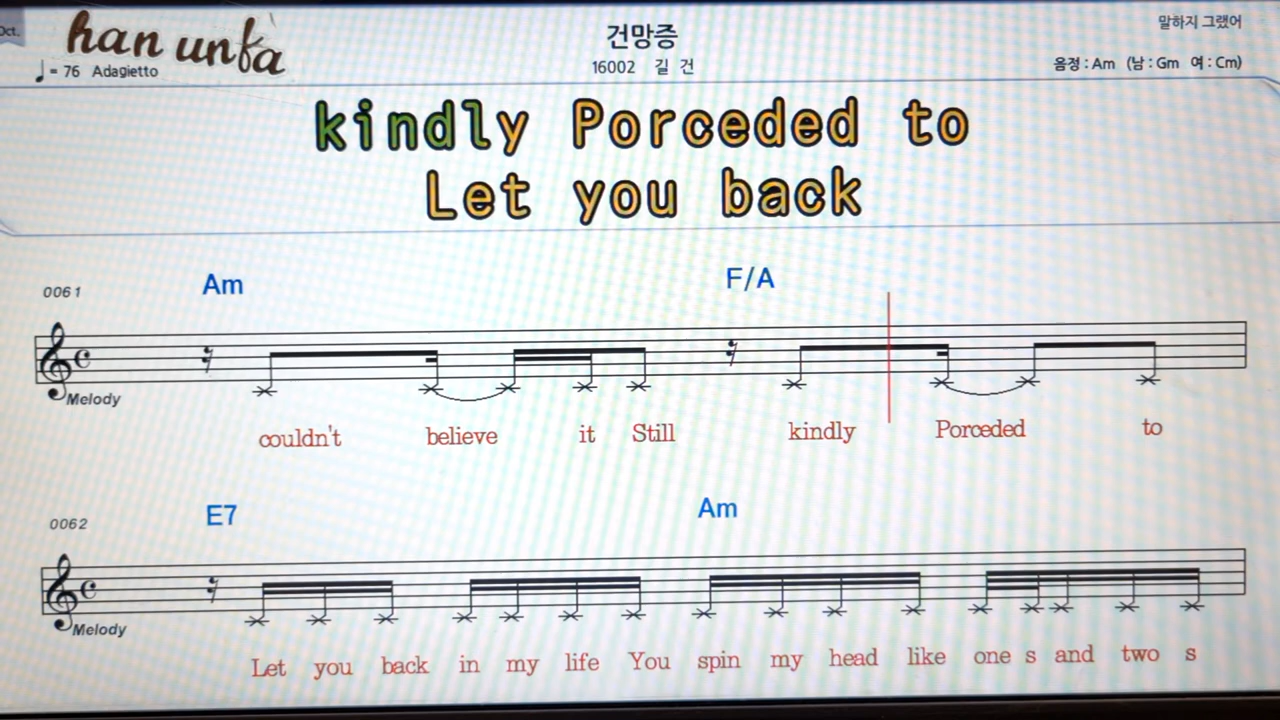 Oct.
han unfa
♩= 76 Adagietto
건망증
16002 길 건
말하지 그랬어
음정 : Am (남 : Gm 여 : Cm)
kindly Porceded to
Let you back
0061
Am F/A
Melody
couldn't believe it Still kindly Porceded to
0062
E7 Am
Melody
Let you back in my life You spin my head like one s and two s